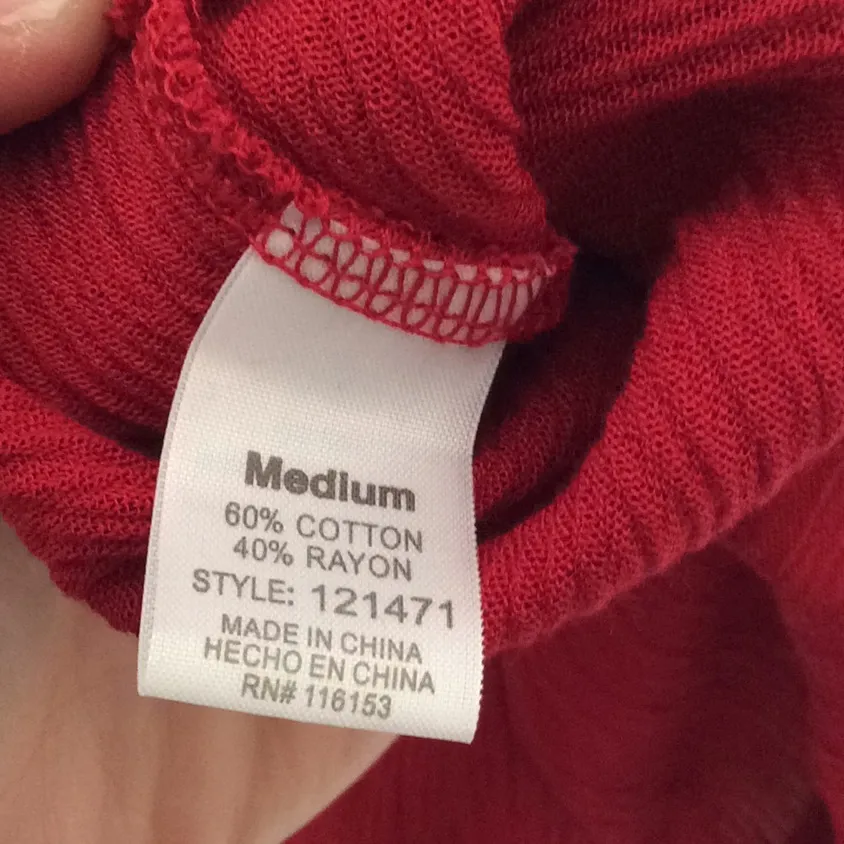 Medium
60% COTTON
40% RAYON
STYLE: 121471
MADE IN CHINA
HECHO EN CHINA
RN# 116153